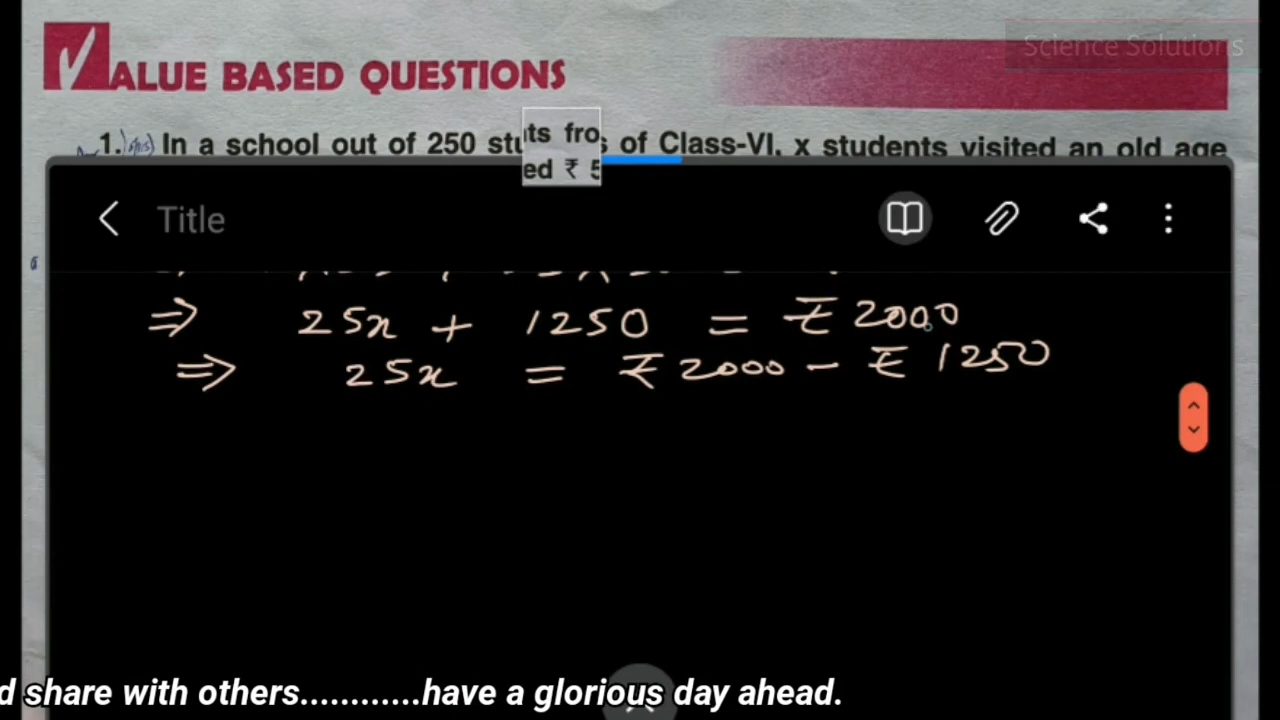 Science Solutions
VALUE BASED QUESTIONS
1. In a school out of 250 of Class-VI, x students visited an old age
ts fro
ed ₹ 5
Title
⇒ 25x + 1250 = ₹ 2000
⇒ 25x = ₹ 2000 - ₹ 1250
share with others............have a glorious day ahead.